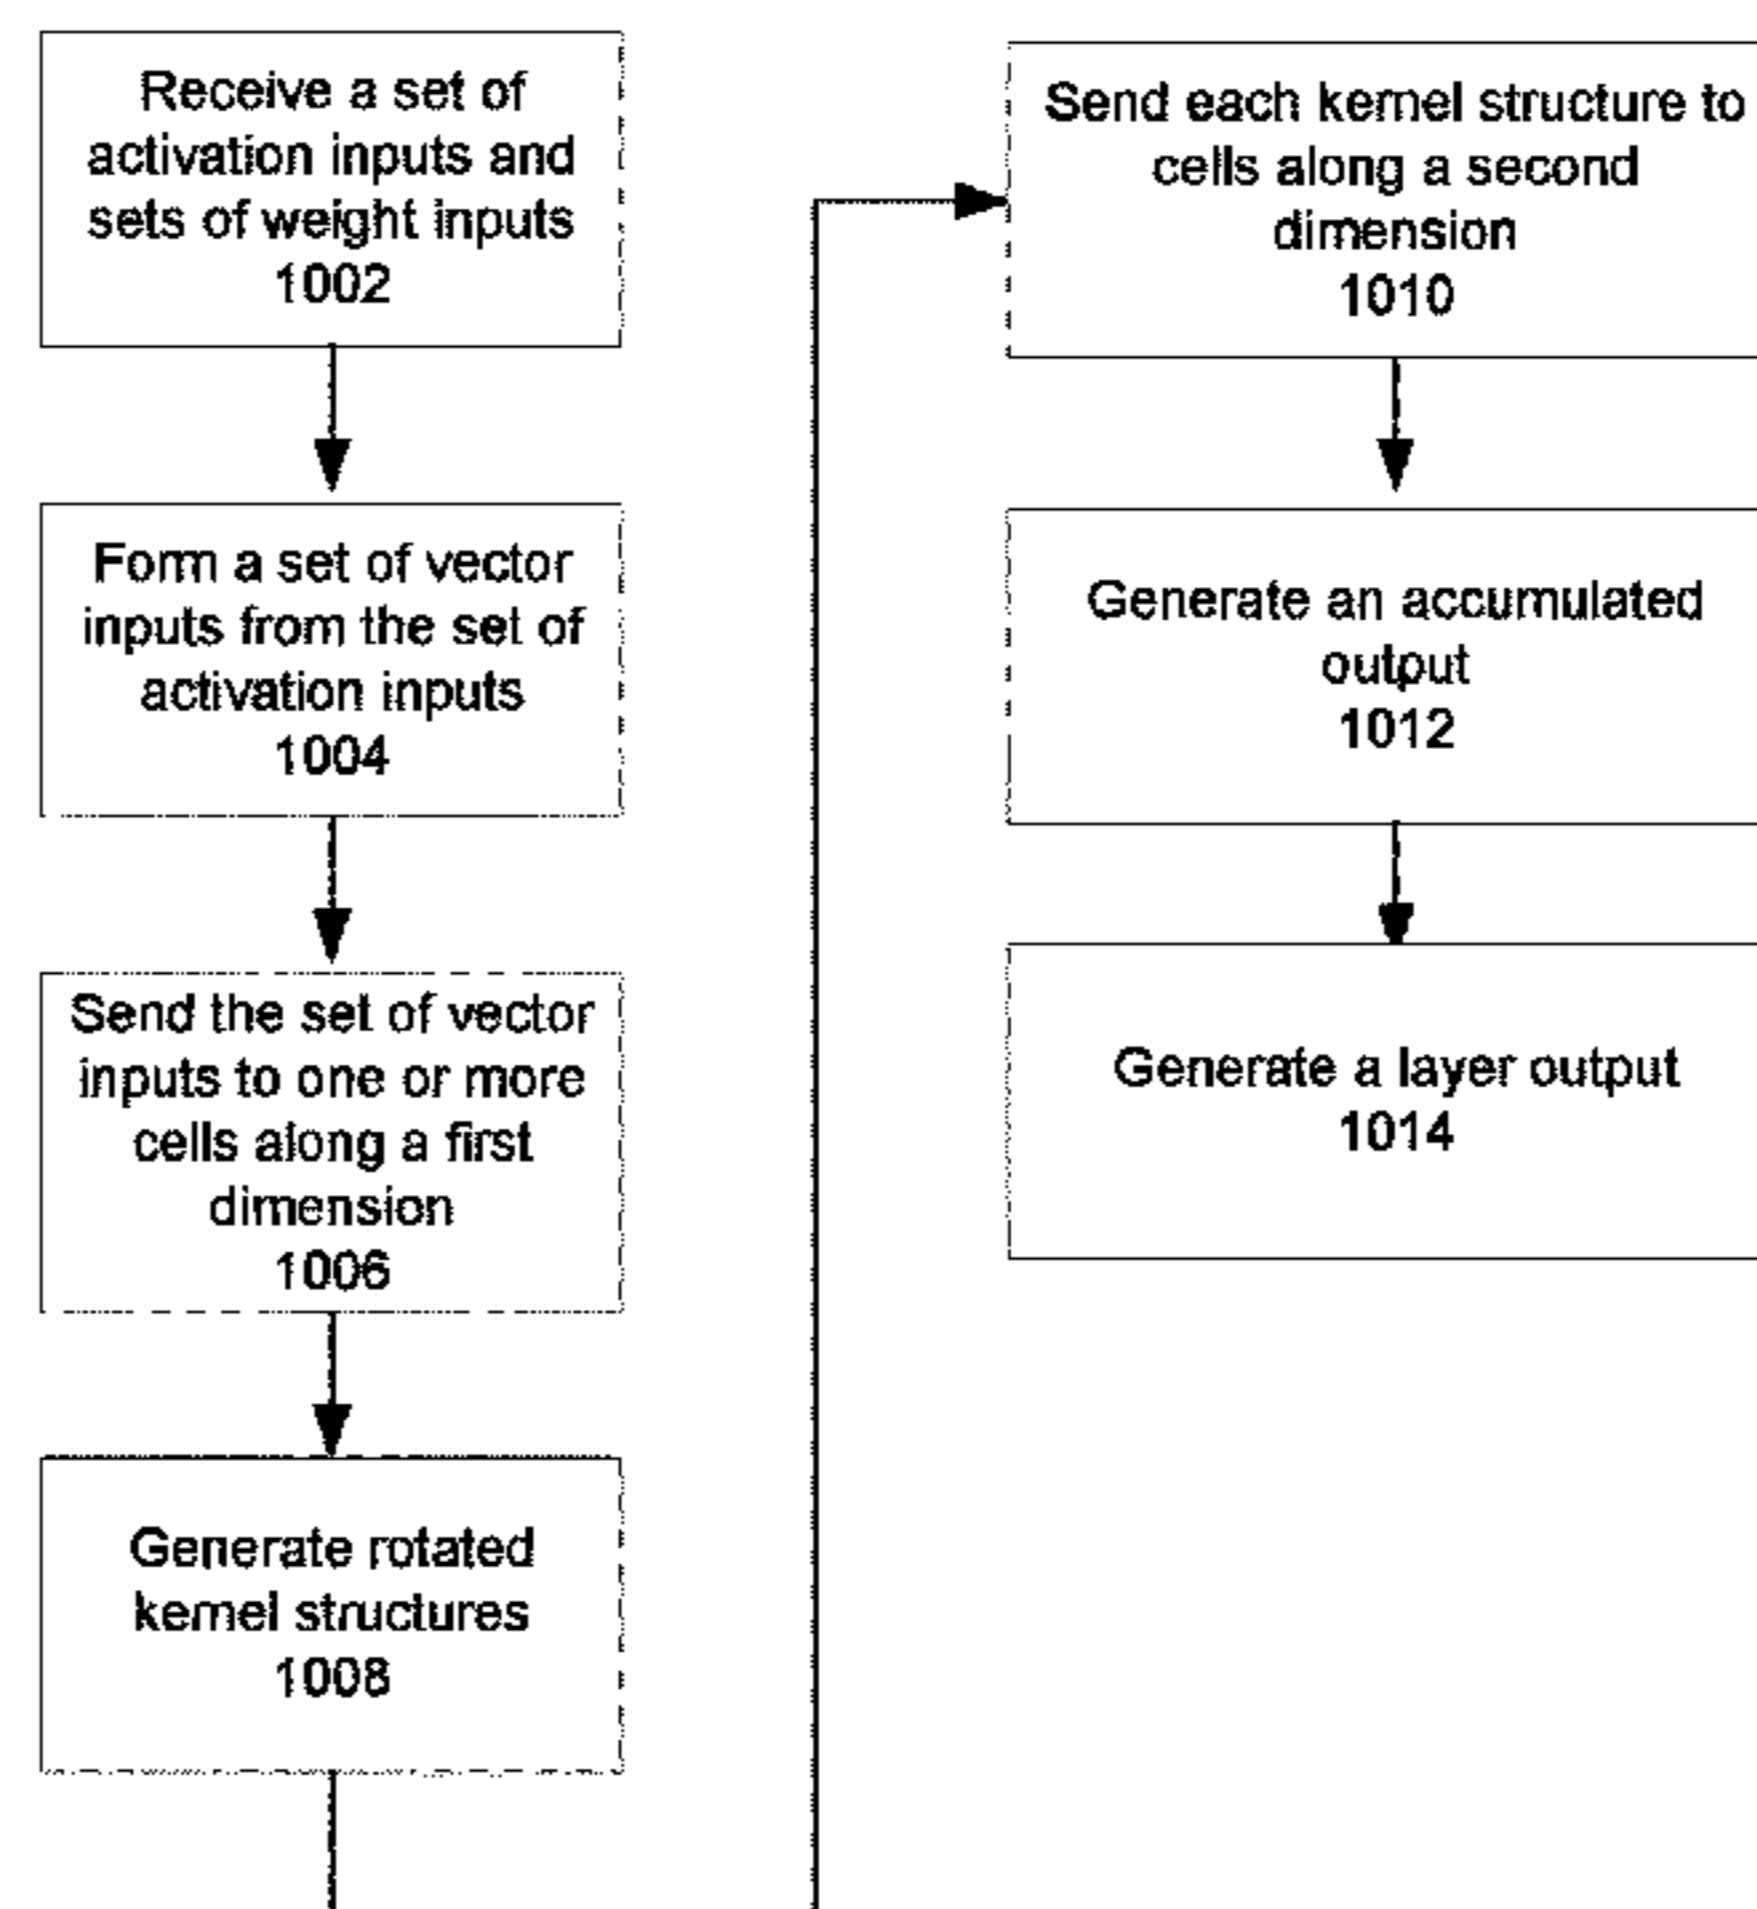 Receive a set of
activation inputs and
sets of weight inputs
1002
Form a set of vector
inputs from the set of
activation inputs
1004
Send the set of vector
inputs to one or more
cells along a first
dimension
1006
Generate rotated
kernel structures
1008
Send each kernel structure to
cells along a second
dimension
1010
Generate an accumulated
output
1012
Generate a layer output
1014